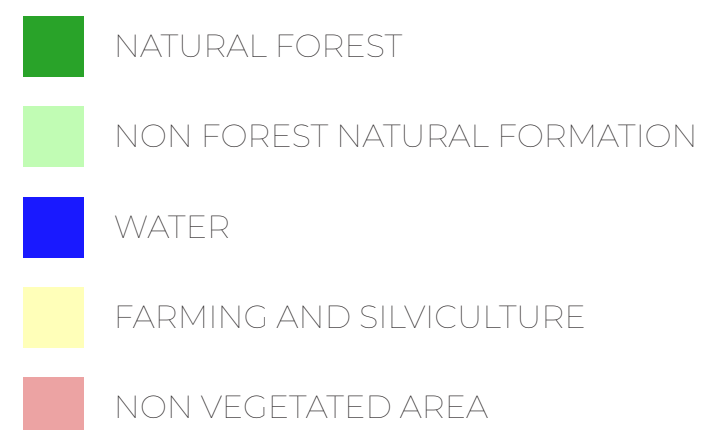 NATURAL FOREST
NON FOREST NATURAL FORMATION
WATER
FARMING AND SILVICULTURE
NON VEGETATED AREA